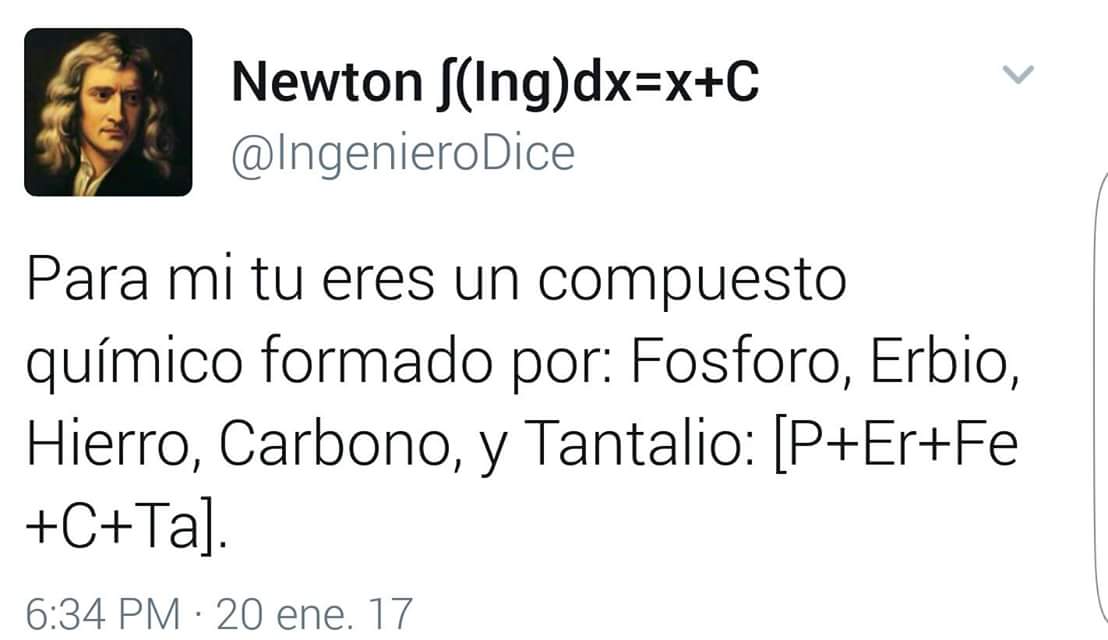 Newton ∫(Ing)dx=x+C
@IngenieroDice
Para mi tu eres un compuesto
químico formado por: Fosforo, Erbio,
Hierro, Carbono, y Tantalio: [P+Er+Fe
+C+Ta].
6:34 PM · 20 ene. 17